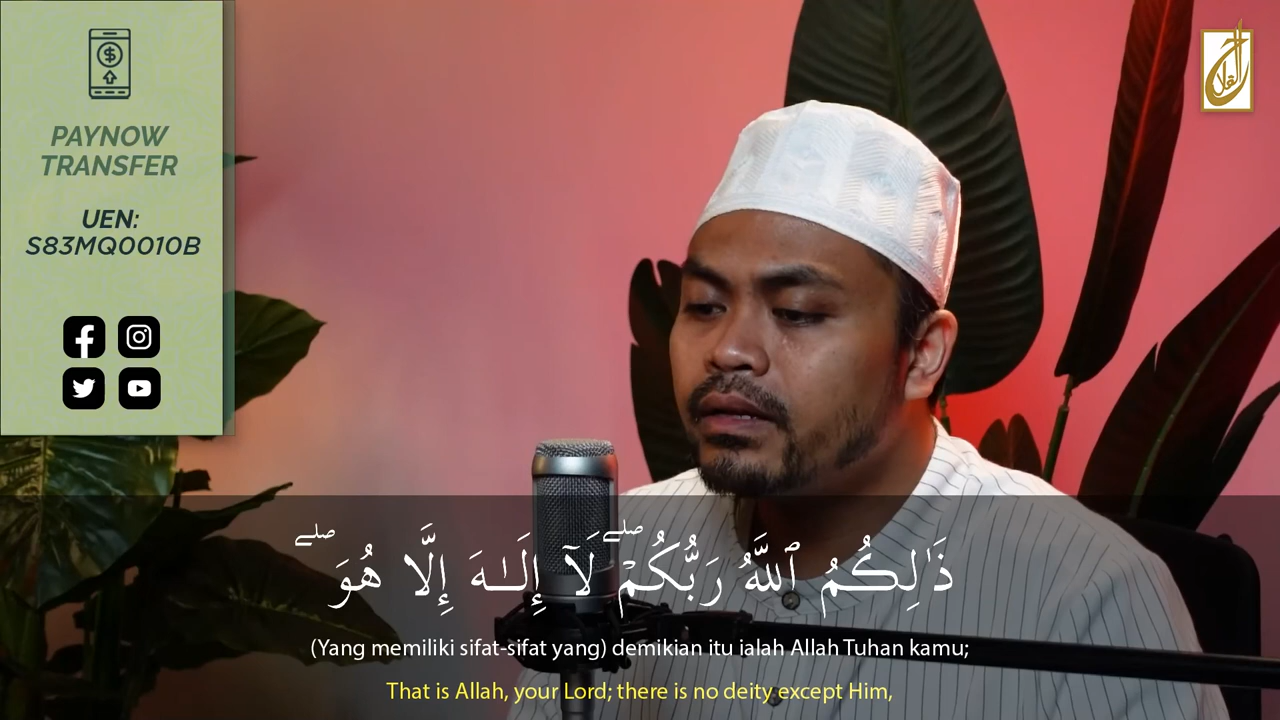 PAYNOW
TRANSFER
UEN:
S83MQ0010B
ذَٰلِكُمُ ٱللَّهُ رَبُّكُمْ ۖ لَآ إِلَـٰهَ إِلَّا هُوَ ۖ
(Yang memiliki sifat-sifat yang) demikian itu ialah Allah Tuhan kamu;
That is Allah, your Lord; there is no deity except Him,